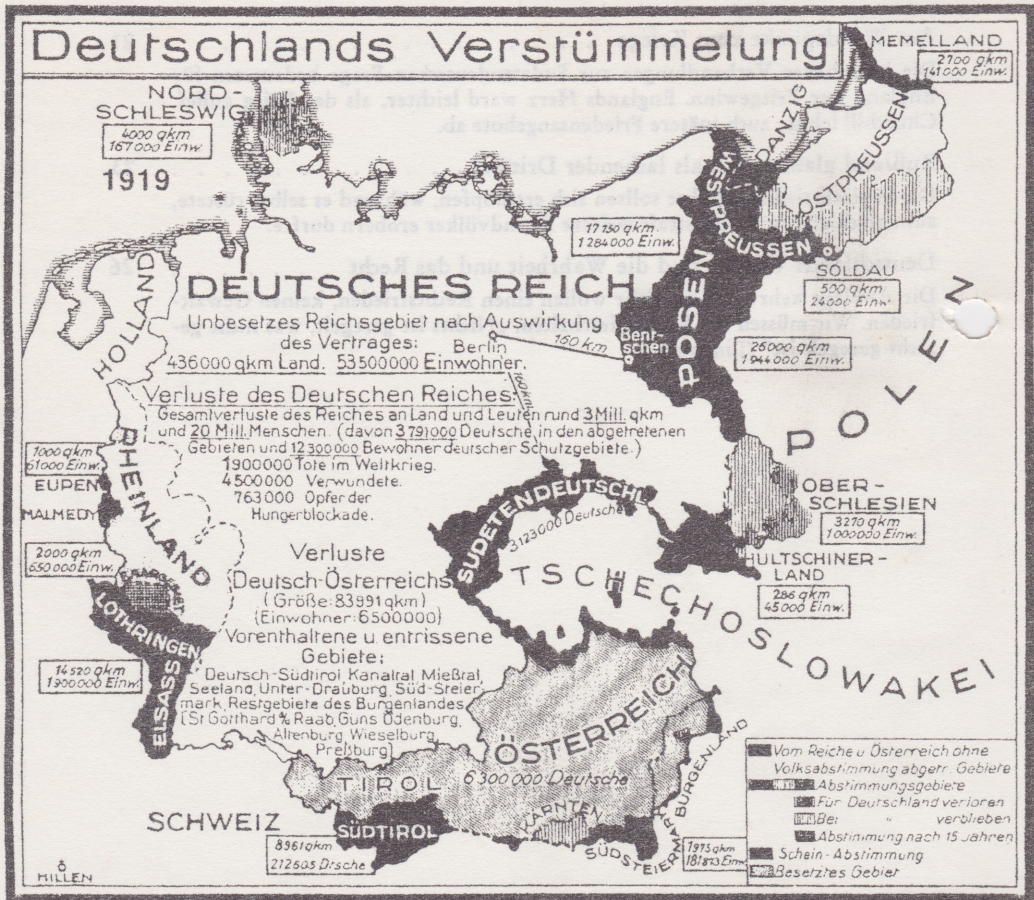 Deutschlands Verstümmelung
MEMELLAND
2700 qkm
141000 Einw.
NORD-
SCHLESWIG
4000 qkm
167000 Einw.
1919
DANZIG
OSTPREUSSEN
WESTPREUSSEN
17150 qkm
1284000 Einw.
SOLDAU
500 qkm
24000 Einw.
HOLLAND
DEUTSCHES REICH
Unbesetzes Reichsgebiet nach Auswirkung
des Vertrages:
436000 qkm Land. 53500000 Einwohner.
Berlin
160 km
Bent-
schen
POSEN
26000 qkm
1944000 Einw.
POLEN
Verluste des Deutschen Reiches:
Gesamtverluste des Reiches an Land und Leuten rund 3 Mill. qkm
und 20 Mill. Menschen. (davon 3791000 Deutsche in den abgetretenen
Gebieten und 12300000 Bewohner deutscher Schutzgebiete.)
1900000 Tote im Weltkrieg.
4500000 Verwundete.
763000 Opfer der
Hungerblockade.
1000 qkm
61000 Einw.
EUPEN
MALMEDY
RHEINLAND
2000 qkm
650000 Einw.
LOTHRINGEN
14520 qkm
1900000 Einw.
ELSASS
OBER-
SCHLESIEN
3270 qkm
1000000 Einw.
HULTSCHINER-
LAND
286 qkm
45000 Einw.
SUDETENDEUTSCHL
3123000 Deutsche
TSCHECHOSLOWAKEI
Verluste
Deutsch-Österreichs
(Größe: 83991 qkm)
(Einwohner: 6500000)
Vorenthaltene u entrissene
Gebiete:
Deutsch-Südtirol, Kanaltal Mießtal,
Seeland, Unter-Drauburg, Süd-Steier-
mark, Restgebiete des Burgenlandes
(St Gotthard a/Raab, Güns Ödenburg,
Altenburg, Wieselburg,
Preßburg)
ÖSTERREICH
6300000 Deutsche
TIROL
SÜDTIROL
8961 qkm
212505 Dtsche
SCHWEIZ
KÄRNTEN
SÜDSTEIERMARK
BURGENLAND
1975 qkm
Vom Reiche u Österreich ohne
Volksabstimmung abgetr. Gebiete
Abstimmungsgebiete
Für Deutschland verloren
Bei " verblieben
Abstimmung nach 15 Jahren
Schein-Abstimmung
Besetztes Gebiet
HILLEN